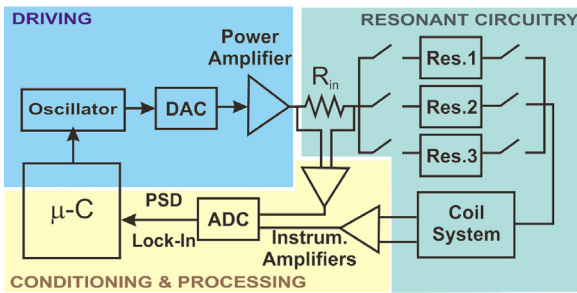 DRIVING
RESONANT CIRCUITRY
Power
Amplifier
Rin
Res.1
Oscillator
DAC
Res.2
Res.3
μ-C
PSD
Lock-In
ADC
Instrum.
Amplifiers
Coil
System
CONDITIONING & PROCESSING